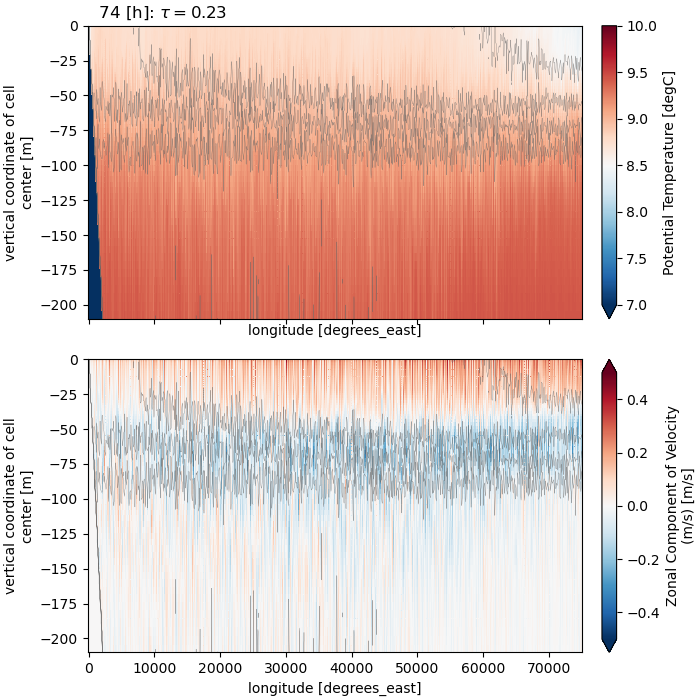 74 [h]: τ = 0.23
vertical coordinate of cell
center [m]
0
−25
−50
−75
−100
−125
−150
−175
−200
longitude [degrees_east]
10.0
9.5
9.0
8.5
8.0
7.5
7.0
Potential Temperature [degC]
vertical coordinate of cell
center [m]
0
−25
−50
−75
−100
−125
−150
−175
−200
0 10000 20000 30000 40000 50000 60000 70000
longitude [degrees_east]
0.4
0.2
0.0
−0.2
−0.4
Zonal Component of Velocity
(m/s) [m/s]